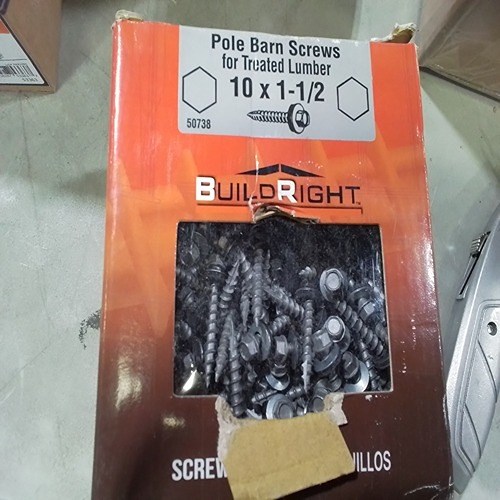 Pole Barn Screws
for Treated Lumber
10 x 1-1/2
50738
BUILDRIGHT
SCREW
ILLOS